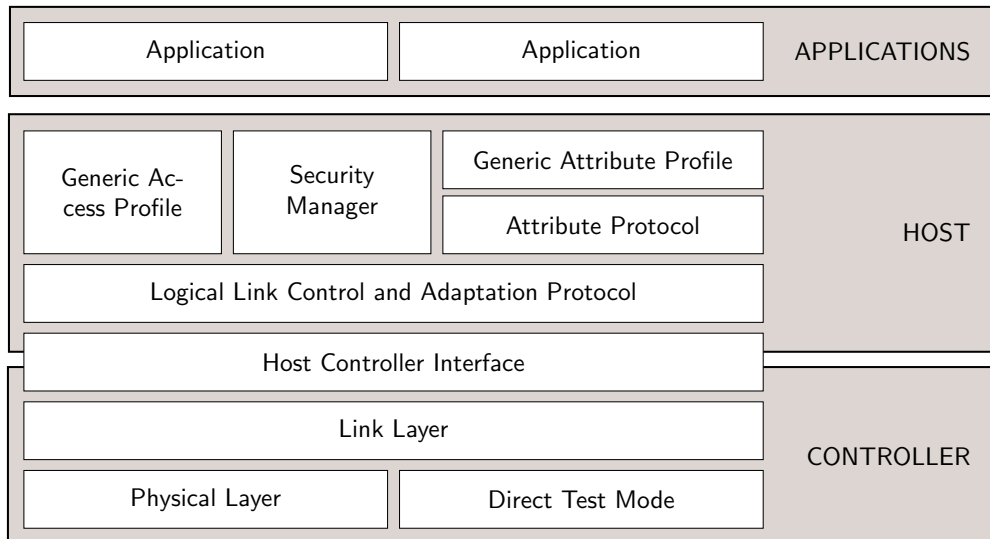 Application
Application
APPLICATIONS
Generic Ac-
cess Profile
Security
Manager
Generic Attribute Profile
Attribute Protocol
HOST
Logical Link Control and Adaptation Protocol
Host Controller Interface
Link Layer
CONTROLLER
Physical Layer
Direct Test Mode